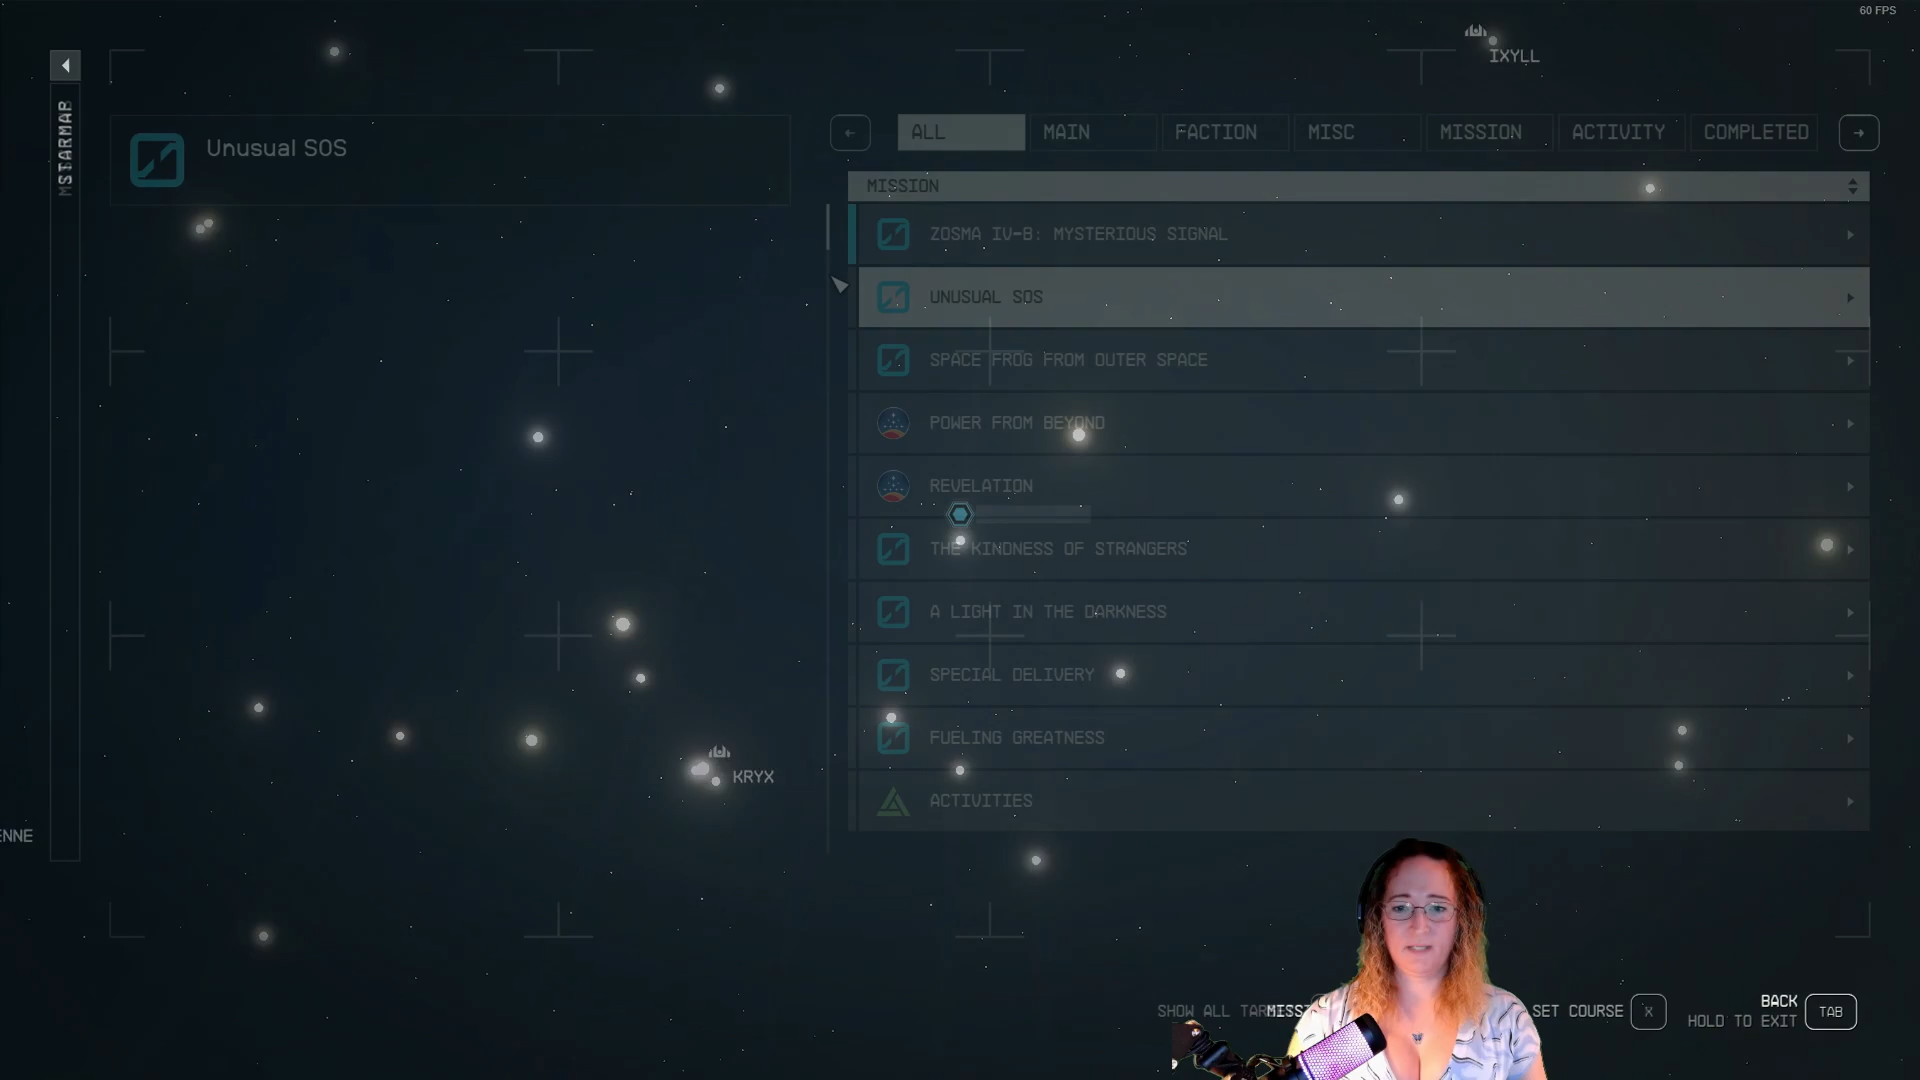 60 FPS
IXYLL
STARMAP
Unusual SOS
ALL
MAIN
FACTION
MISC
MISSION
ACTIVITY
COMPLETED
MISSION
ZOSMA IV-B: MYSTERIOUS SIGNAL
UNUSUAL SOS
SPACE FROG FROM OUTER SPACE
POWER FROM BEYOND
REVELATION
THE KINDNESS OF STRANGERS
A LIGHT IN THE DARKNESS
SPECIAL DELIVERY
FUELING GREATNESS
KRYX
ACTIVITIES
ENNE
SHOW ALL
SET COURSE X
BACK
HOLD TO EXIT
TAB